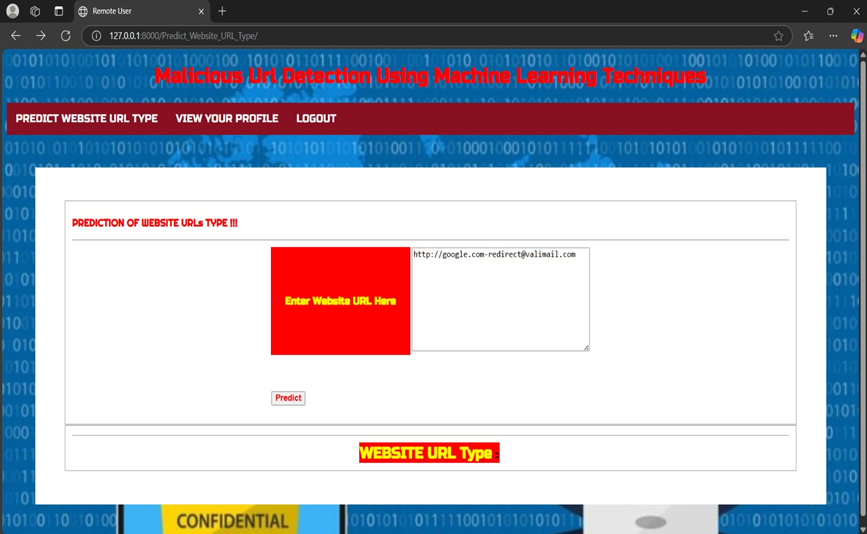 Remote User
127.0.0.1:8000/Predict_Website_URL_Type/
Malicious Url Detection Using Machine Learning Techniques
PREDICT WEBSITE URL TYPE VIEW YOUR PROFILE LOGOUT
PREDICTION OF WEBSITE URLs TYPE !!!
Enter Website URL Here
http://google.com-redirect@valimail.com
Predict
WEBSITE URL Type :
CONFIDENTIAL